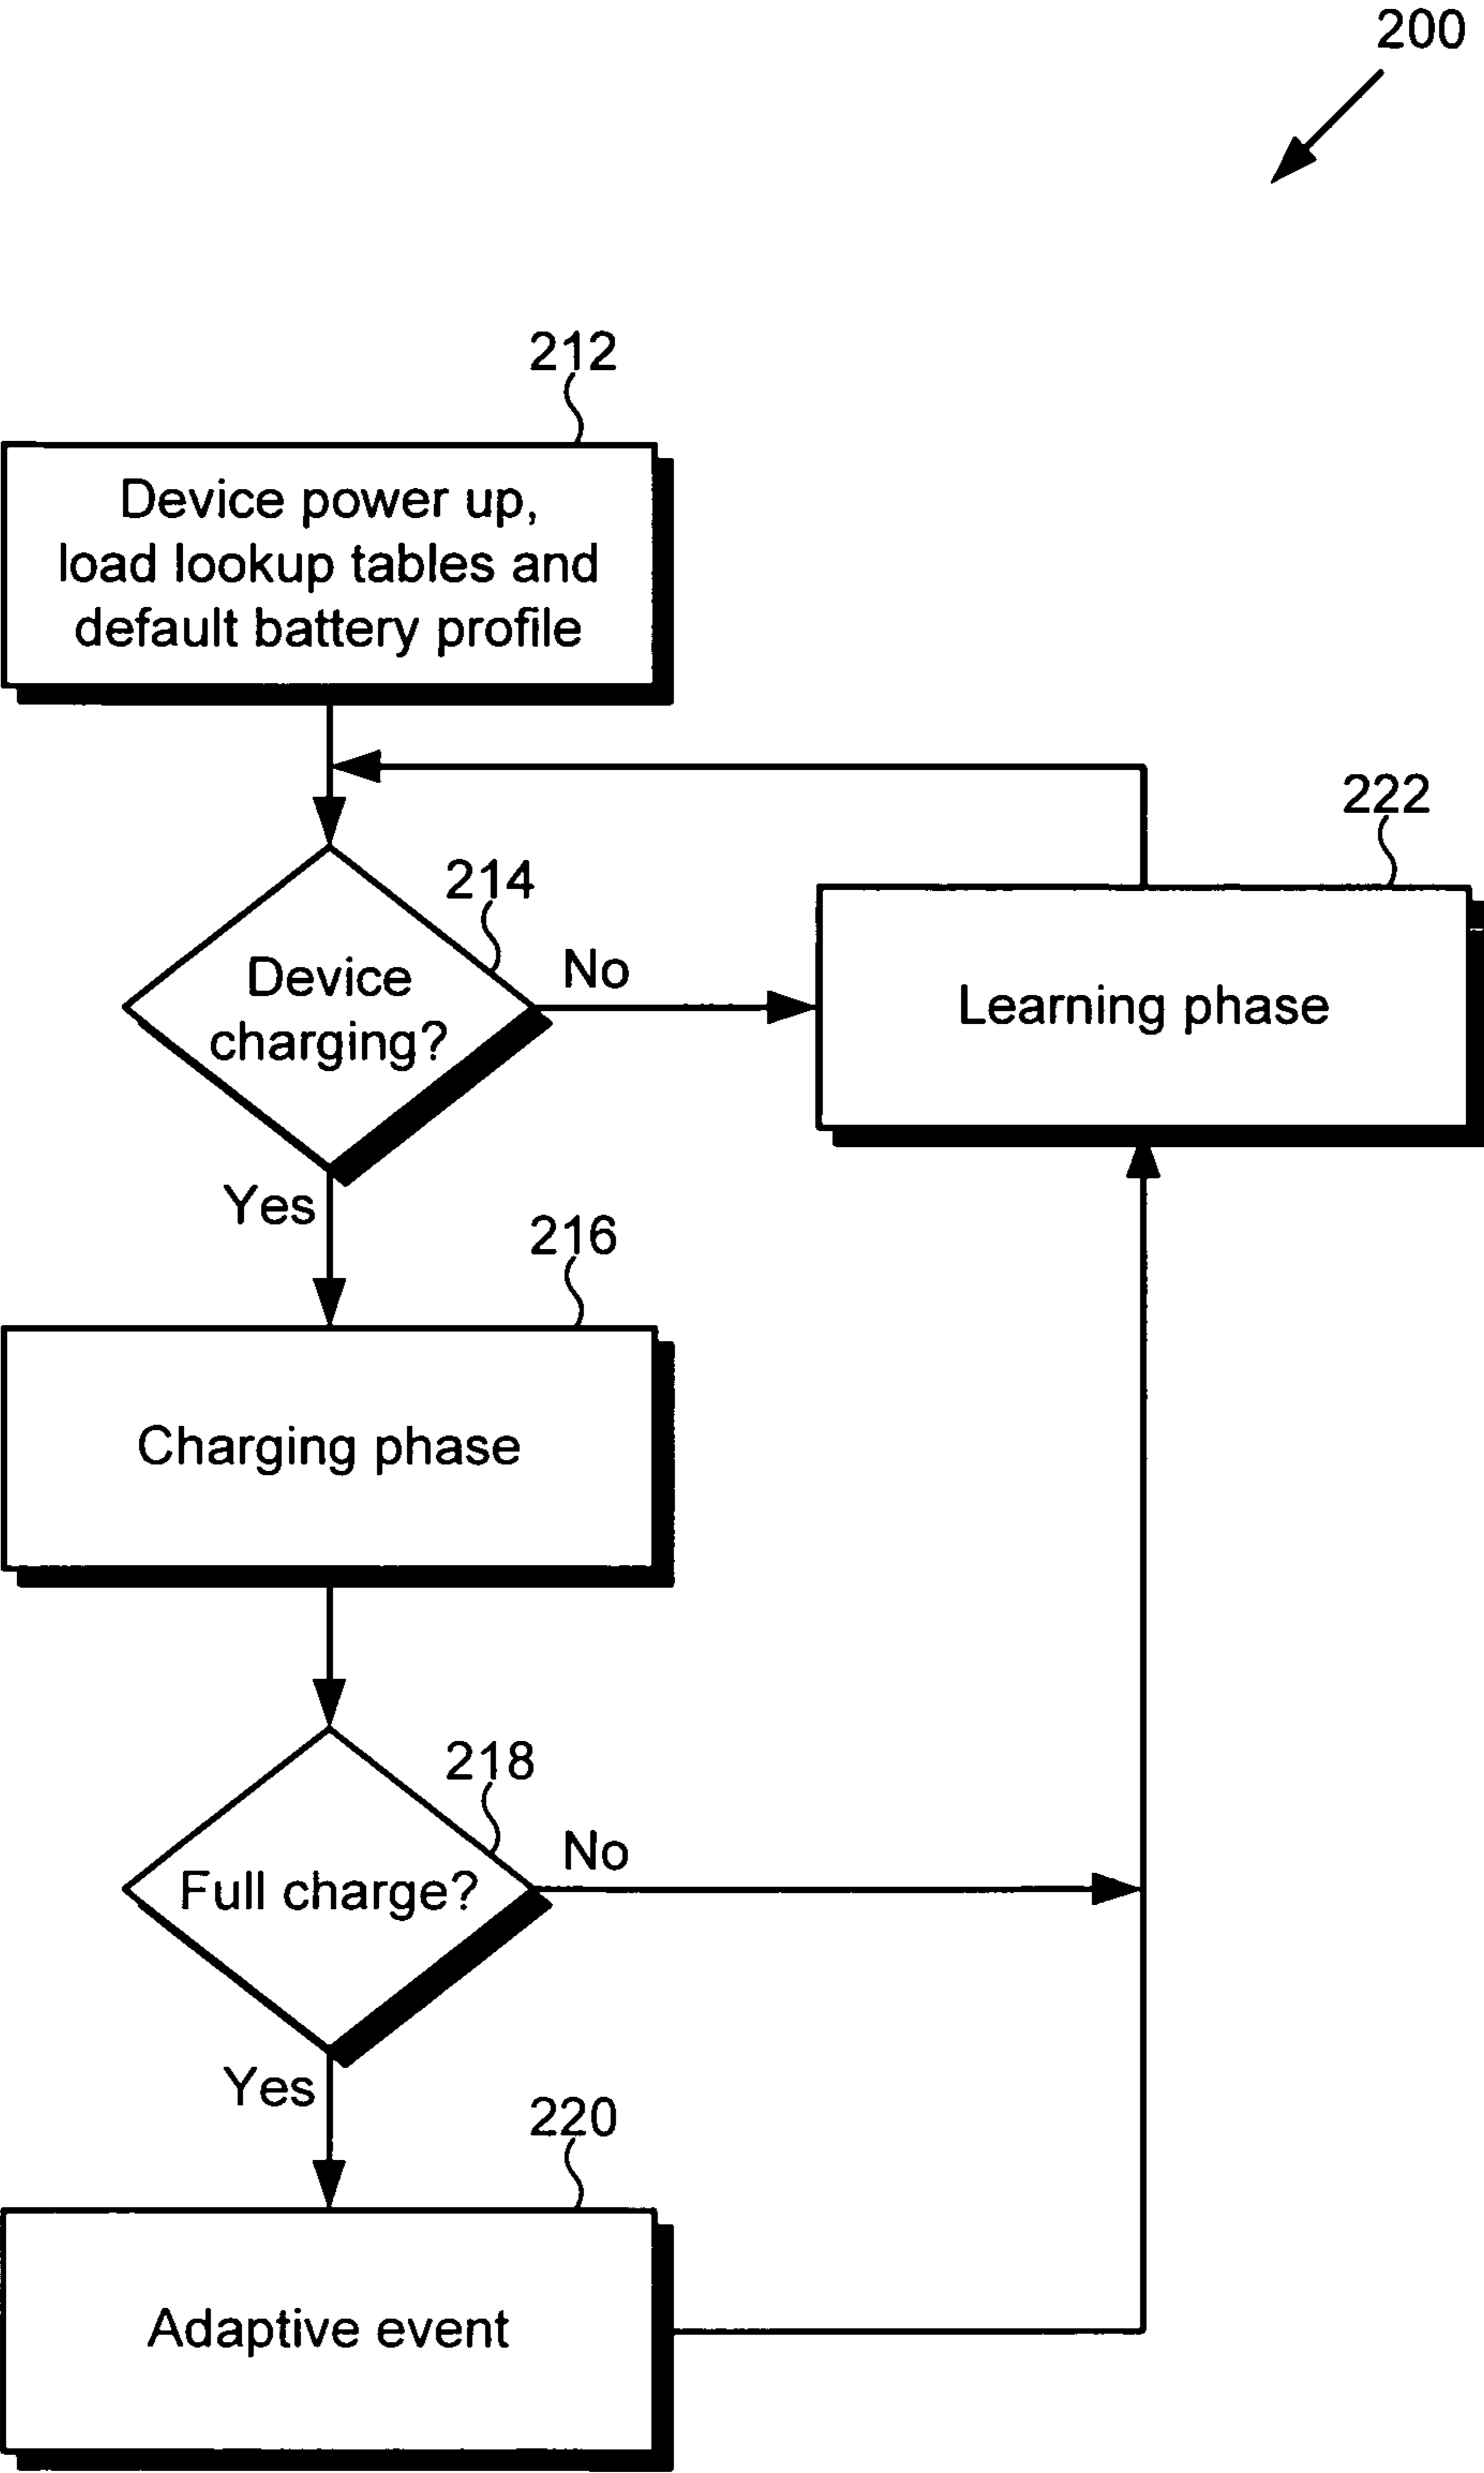 200
212
Device power up,
load lookup tables and
default battery profile
222
214
Device
charging?
No
Learning phase
Yes
216
Charging phase
218
Full charge?
No
Yes
220
Adaptive event